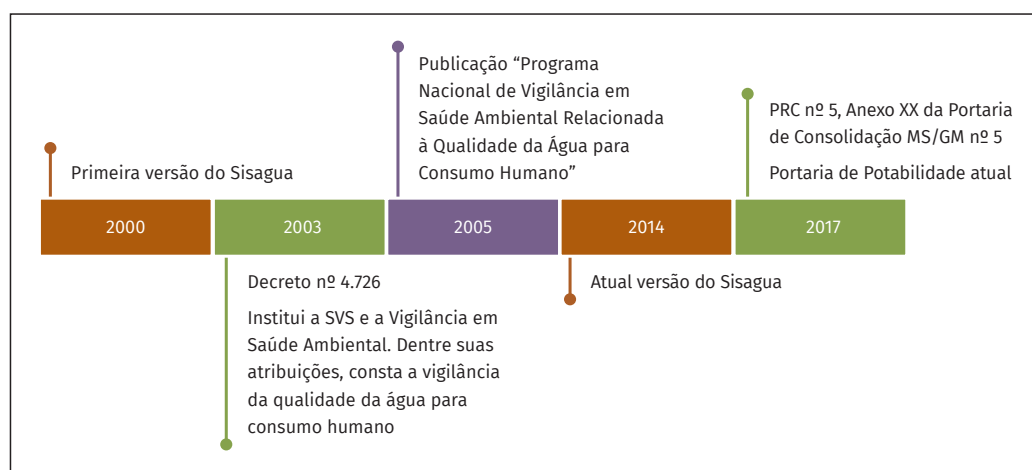 Primeira versão do Sisagua
2000
Decreto nº 4.726
Institui a SVS e a Vigilância em
Saúde Ambiental. Dentre suas
atribuições, consta a vigilância
da qualidade da água para
consumo humano
2003
Publicação “Programa
Nacional de Vigilância em
Saúde Ambiental Relacionada
à Qualidade da Água para
Consumo Humano”
2005
Atual versão do Sisagua
2014
PRC nº 5, Anexo XX da Portaria
de Consolidação MS/GM nº 5
Portaria de Potabilidade atual
2017